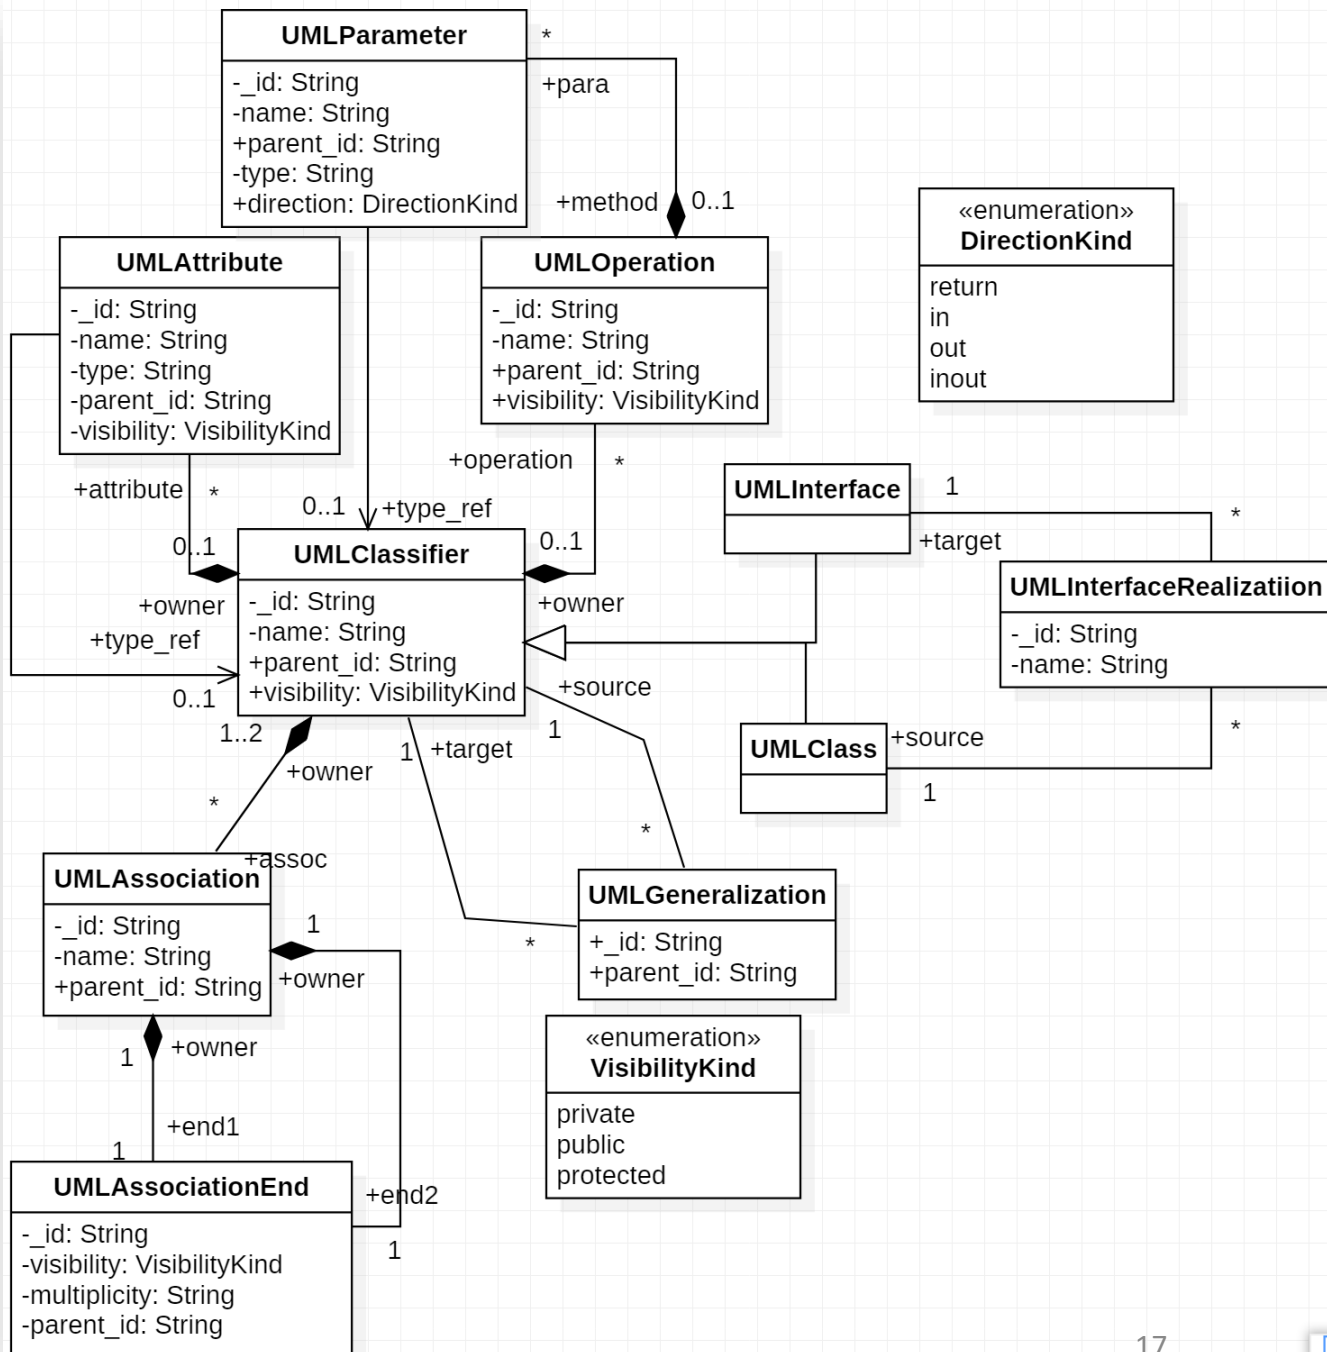 UMLParameter
-_id: String
-name: String
+parent_id: String
-type: String
+direction: DirectionKind
*
+para
+method
0..1
UMLAttribute
-_id: String
-name: String
-type: String
-parent_id: String
-visibility: VisibilityKind
UMLOperation
-_id: String
-name: String
+parent_id: String
+visibility: VisibilityKind
«enumeration»
DirectionKind
return
in
out
inout
+attribute
*
0..1
+owner
+type_ref
0..1
0..1
+type_ref
+operation
*
0..1
+owner
UMLClassifier
-_id: String
-name: String
+parent_id: String
+visibility: VisibilityKind
UMLInterface
1
+target
*
UMLInterfaceRealizatiion
-_id: String
-name: String
*
UMLClass
+source
1
+source
1
*
1..2
+owner
*
+assoc
1
+target
*
UMLAssociation
-_id: String
-name: String
+parent_id: String
1
+owner
UMLGeneralization
+_id: String
+parent_id: String
«enumeration»
VisibilityKind
private
public
protected
1
+owner
+end1
1
+end2
1
UMLAssociationEnd
-_id: String
-visibility: VisibilityKind
-multiplicity: String
-parent_id: String
17